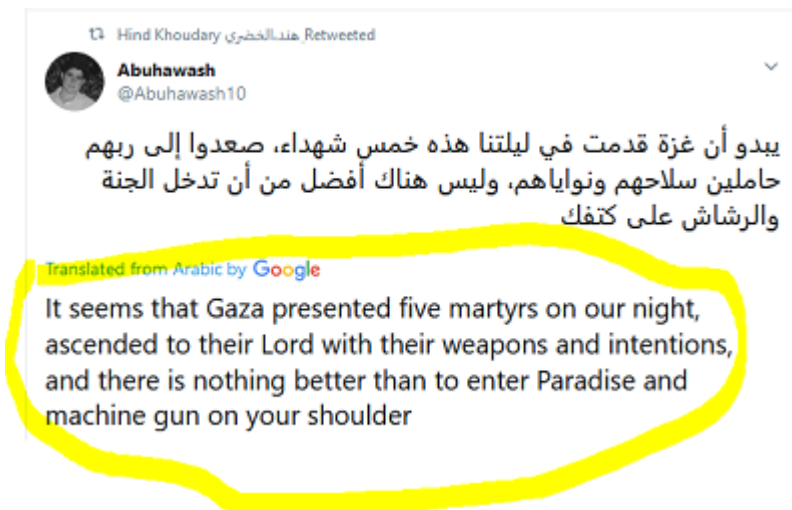 Hind Khoudary هند الخضري Retweeted
Abuhawash
@Abuhawash10
يبدو أن غزة قدمت في ليلتنا هذه خمس شهداء، صعدوا إلى ربهم
حاملين سلاحهم ونواياهم، وليس هناك أفضل من أن تدخل الجنة
والرشاش على كتفك
Translated from Arabic by Google
It seems that Gaza presented five martyrs on our night,
ascended to their Lord with their weapons and intentions,
and there is nothing better than to enter Paradise and
machine gun on your shoulder